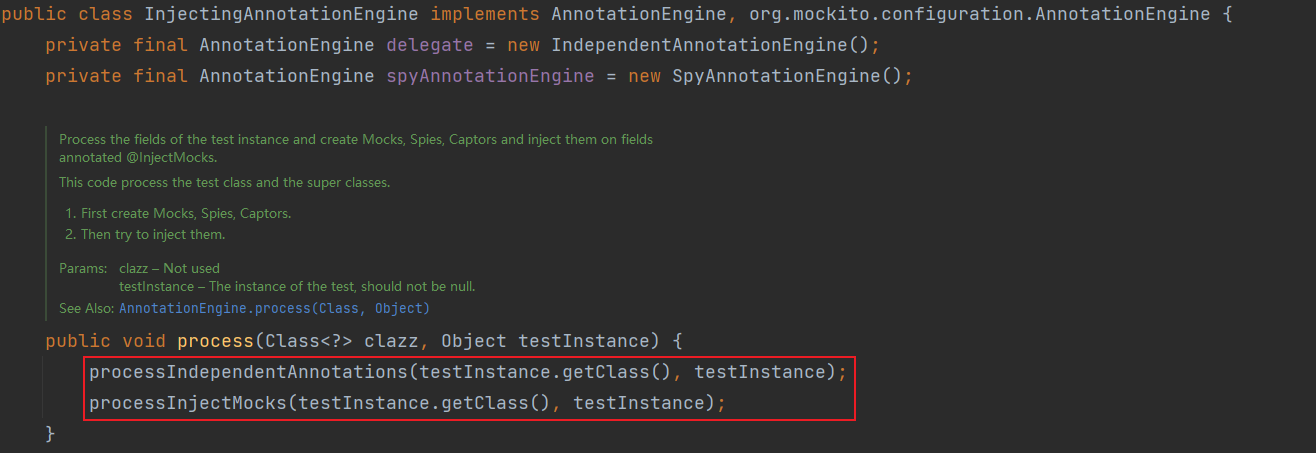 public class InjectingAnnotationEngine implements AnnotationEngine, org.mockito.configuration.AnnotationEngine {
    private final AnnotationEngine delegate = new IndependentAnnotationEngine();
    private final AnnotationEngine spyAnnotationEngine = new SpyAnnotationEngine();
Process the fields of the test instance and create Mocks, Spies, Captors and inject them on fields
annotated @InjectMocks.
This code process the test class and the super classes.
1. First create Mocks, Spies, Captors.
2. Then try to inject them.
Params: clazz – Not used
testInstance – The instance of the test, should not be null.
See Also: AnnotationEngine.process(Class, Object)
    public void process(Class<?> clazz, Object testInstance) {
        processIndependentAnnotations(testInstance.getClass(), testInstance);
        processInjectMocks(testInstance.getClass(), testInstance);
    }